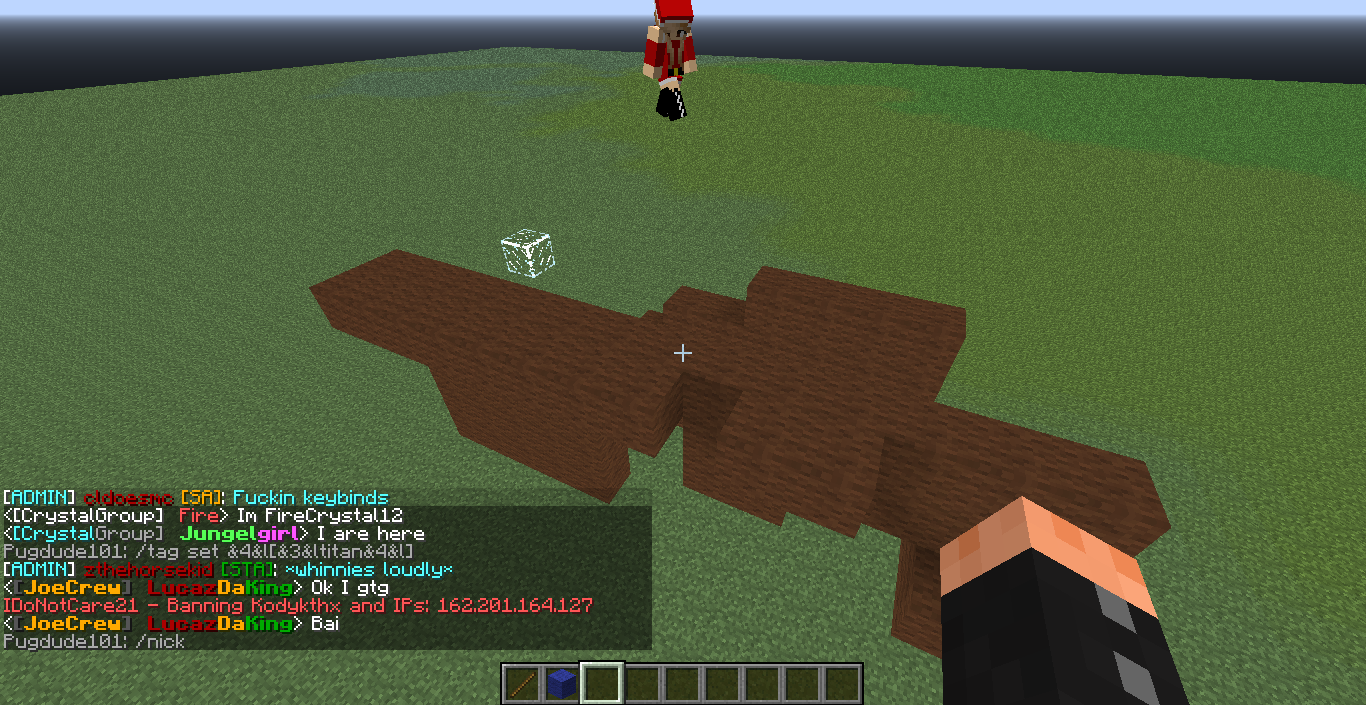 [ADMIN] cldoesmc [SA]: Fuckin keybinds
<[CrystalGroup] Fire> Im FireCrystal12
<[CrystalGroup] Jungelgirl> I are here
Pugdude101: /tag set &4&l[&3&ltitan&4&l]
[ADMIN] zthehorsekid [STA]: *whinnies loudly*
<[JoeCrew] LucazDaKing> Ok I gtg
IDoNotCare21 - Banning Kodykthx and IPs: 162.201.164.127
<[JoeCrew] LucazDaKing> Bai
Pugdude101: /nick